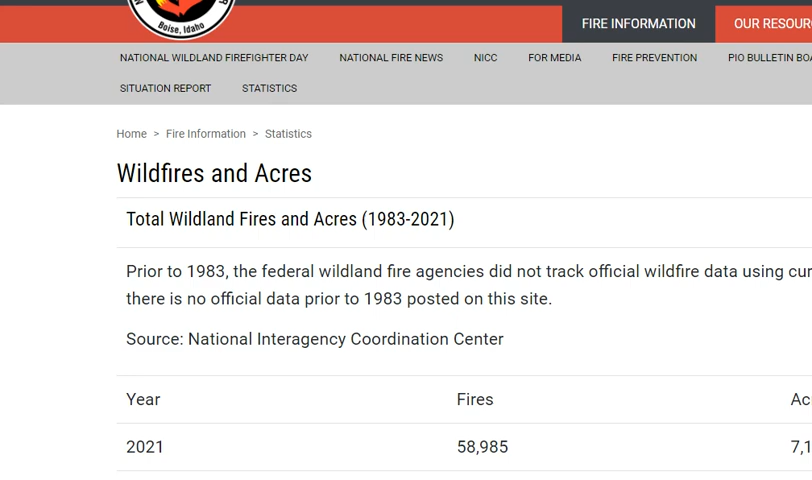 Boise, Idaho
FIRE INFORMATION
OUR
NATIONAL WILDLAND FIREFIGHTER DAY
NATIONAL FIRE NEWS
NICC
FOR MEDIA
FIRE PREVENTION
PIO BULLETIN
SITUATION REPORT
STATISTICS
Home > Fire Information > Statistics
Wildfires and Acres
Total Wildland Fires and Acres (1983-2021)
Prior to 1983, the federal wildland fire agencies did not track official wildfire data using
there is no official data prior to 1983 posted on this site.
Source: National Interagency Coordination Center
Year Fires
2021 58,985